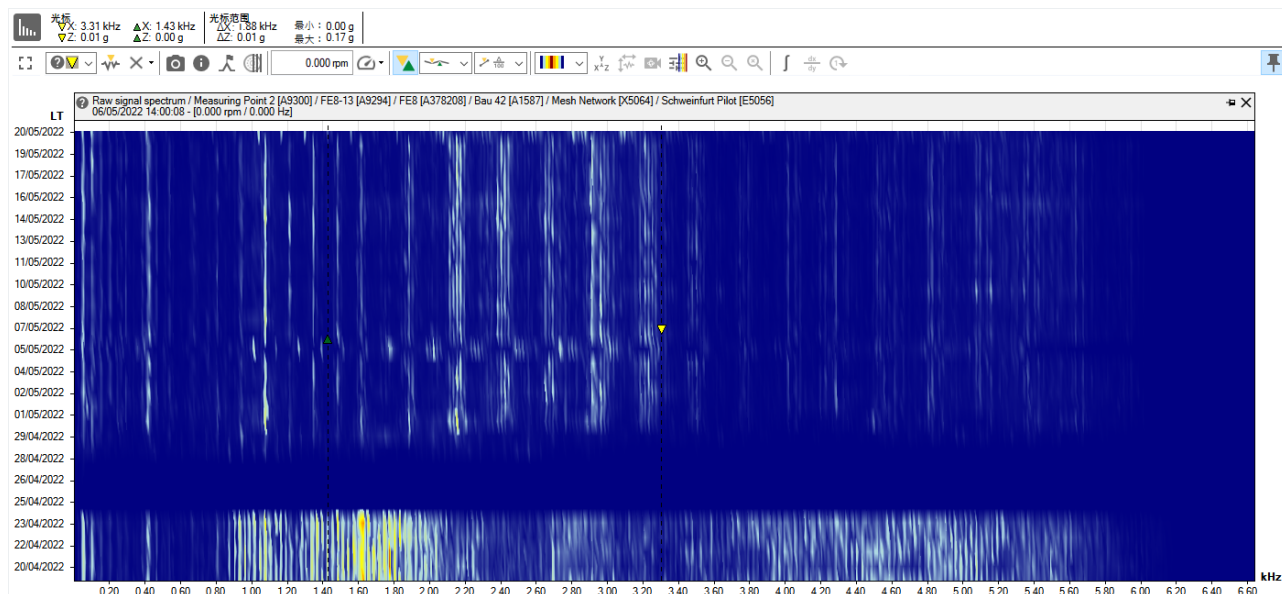 光标
X: 3.31 kHz X: 1.43 kHz
Z: 0.01 g Z: 0.00 g
光标范围
ΔX: 1.88 kHz 最小： 0.00 g
ΔZ: 0.01 g 最大： 0.17 g
0.000 rpm
Raw signal spectrum / Measuring Point 2 [A9300] / FE8-13 [A9294] / FE8 [A378208] / Bau 42 [A1587] / Mesh Network [X5064] / Schweinfurt Pilot [E5056]
06/05/2022 14:00:08 - [0.000 rpm / 0.000 Hz]
LT
20/05/2022
19/05/2022
17/05/2022
16/05/2022
14/05/2022
13/05/2022
11/05/2022
10/05/2022
08/05/2022
07/05/2022
05/05/2022
04/05/2022
02/05/2022
01/05/2022
29/04/2022
28/04/2022
26/04/2022
25/04/2022
23/04/2022
22/04/2022
20/04/2022
0.20 0.40 0.60 0.80 1.00 1.20 1.40 1.60 1.80 2.00 2.20 2.40 2.60 2.80 3.00 3.20 3.40 3.60 3.80 4.00 4.20 4.40 4.60 4.80 5.00 5.20 5.40 5.60 5.80 6.00 6.20 6.40 6.60 kHz